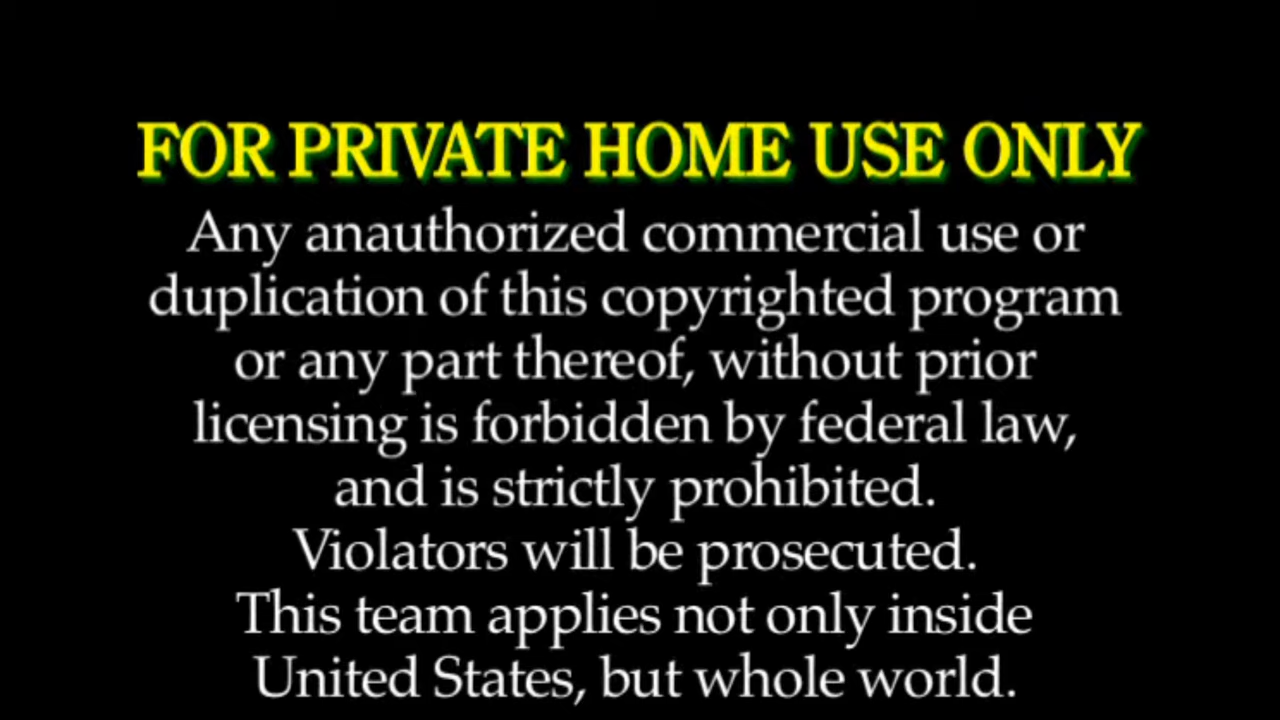 FOR PRIVATE HOME USE ONLY
Any anauthorized commercial use or
duplication of this copyrighted program
or any part thereof, without prior
licensing is forbidden by federal law,
and is strictly prohibited.
Violators will be prosecuted.
This team applies not only inside
United States, but whole world.